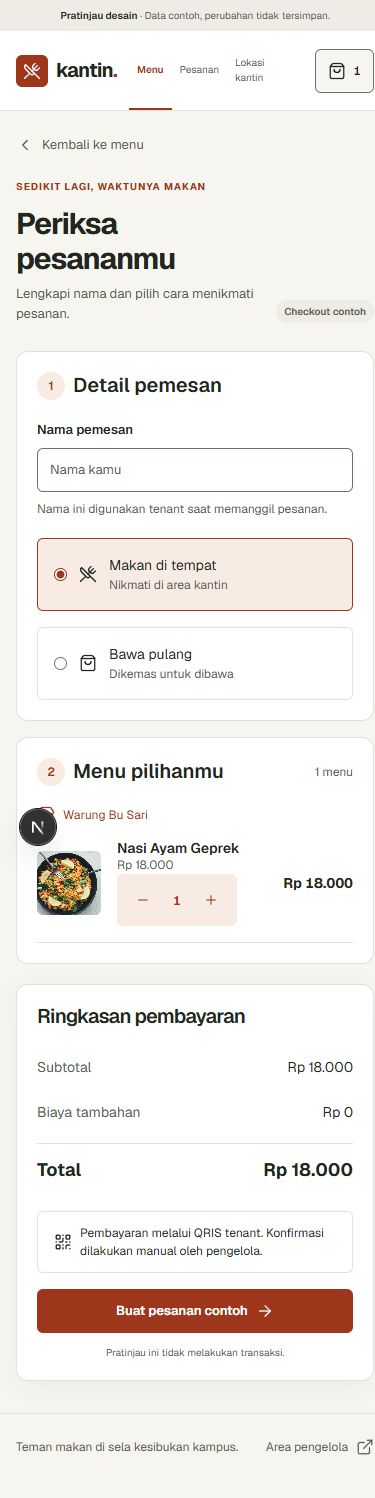 Pratinjau desain · Data contoh, perubahan tidak tersimpan.
kantin.
Menu
Pesanan
Lokasi
kantin
1
Kembali ke menu
SEDIKIT LAGI, WAKTUNYA MAKAN
Periksa
pesananmu
Lengkapi nama dan pilih cara menikmati
pesanan.
Checkout contoh
1 Detail pemesan
Nama pemesan
Nama kamu
Nama ini digunakan tenant saat memanggil pesanan.
Makan di tempat
Nikmati di area kantin
Bawa pulang
Dikemas untuk dibawa
2 Menu pilihanmu
1 menu
Warung Bu Sari
N
Nasi Ayam Geprek
Rp 18.000
− 1 +
Rp 18.000
Ringkasan pembayaran
Subtotal Rp 18.000
Biaya tambahan Rp 0
Total Rp 18.000
Pembayaran melalui QRIS tenant. Konfirmasi
dilakukan manual oleh pengelola.
Buat pesanan contoh
Pratinjau ini tidak melakukan transaksi.
Teman makan di sela kesibukan kampus.
Area pengelola